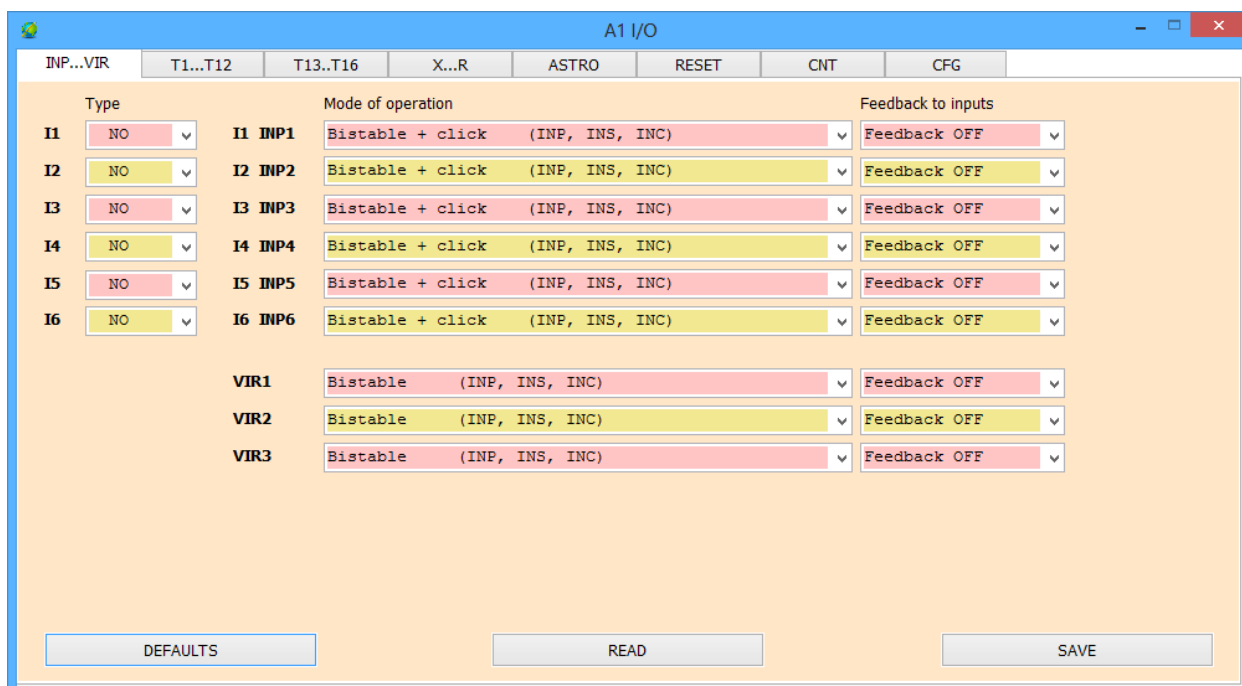 A1 I/O
INP...VIR T1...T12 T13..T16 X...R ASTRO RESET CNT CFG
Type Mode of operation Feedback to inputs
I1 NO I1 INP1 Bistable + click (INP, INS, INC) Feedback OFF
I2 NO I2 INP2 Bistable + click (INP, INS, INC) Feedback OFF
I3 NO I3 INP3 Bistable + click (INP, INS, INC) Feedback OFF
I4 NO I4 INP4 Bistable + click (INP, INS, INC) Feedback OFF
I5 NO I5 INP5 Bistable + click (INP, INS, INC) Feedback OFF
I6 NO I6 INP6 Bistable + click (INP, INS, INC) Feedback OFF
VIR1 Bistable (INP, INS, INC) Feedback OFF
VIR2 Bistable (INP, INS, INC) Feedback OFF
VIR3 Bistable (INP, INS, INC) Feedback OFF
DEFAULTS READ SAVE